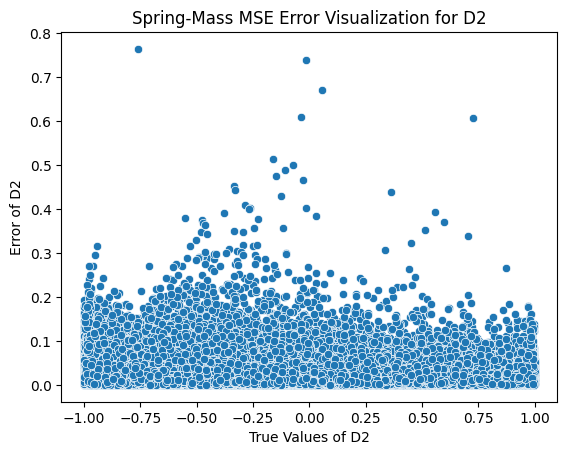 Spring-Mass MSE Error Visualization for D2
0.8
0.7
0.6
0.5
0.4
0.3
0.2
0.1
0.0
Error of D2
−1.00 −0.75 −0.50 −0.25 0.00 0.25 0.50 0.75 1.00
True Values of D2